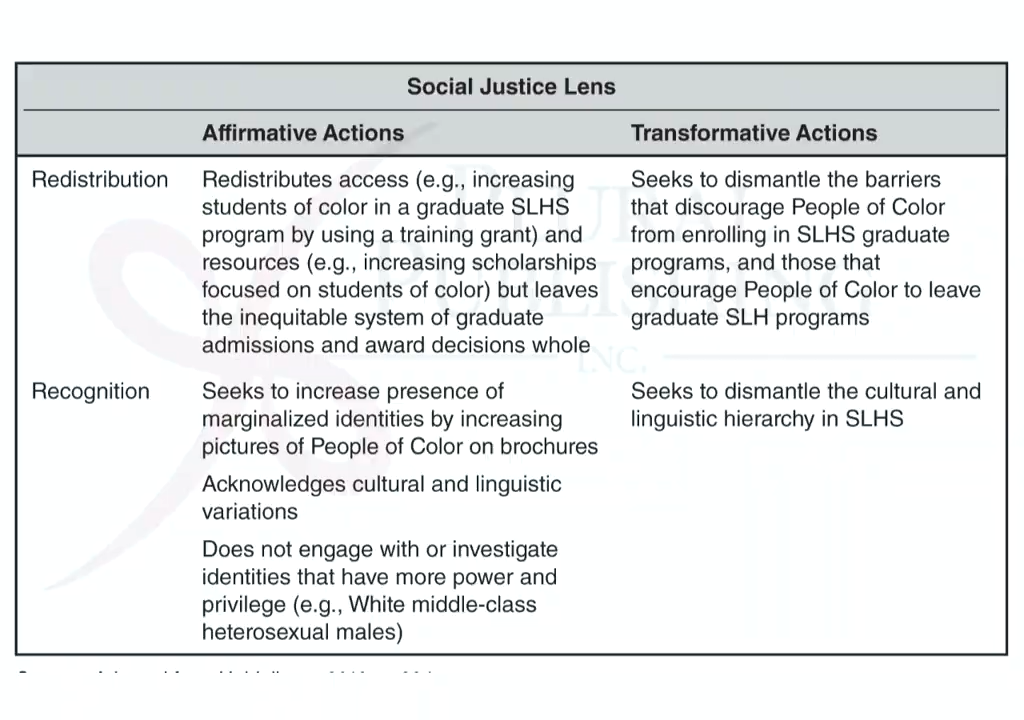 Social Justice Lens
Affirmative Actions Transformative Actions
Redistribution
Redistributes access (e.g., increasing
students of color in a graduate SLHS
program by using a training grant) and
resources (e.g., increasing scholarships
focused on students of color) but leaves
the inequitable system of graduate
admissions and award decisions whole
Seeks to dismantle the barriers
that discourage People of Color
from enrolling in SLHS graduate
programs, and those that
encourage People of Color to leave
graduate SLH programs
Recognition
Seeks to increase presence of
marginalized identities by increasing
pictures of People of Color on brochures
Acknowledges cultural and linguistic
variations
Does not engage with or investigate
identities that have more power and
privilege (e.g., White middle-class
heterosexual males)
Seeks to dismantle the cultural and
linguistic hierarchy in SLHS
PLURAL
PUBLISHING
INC.